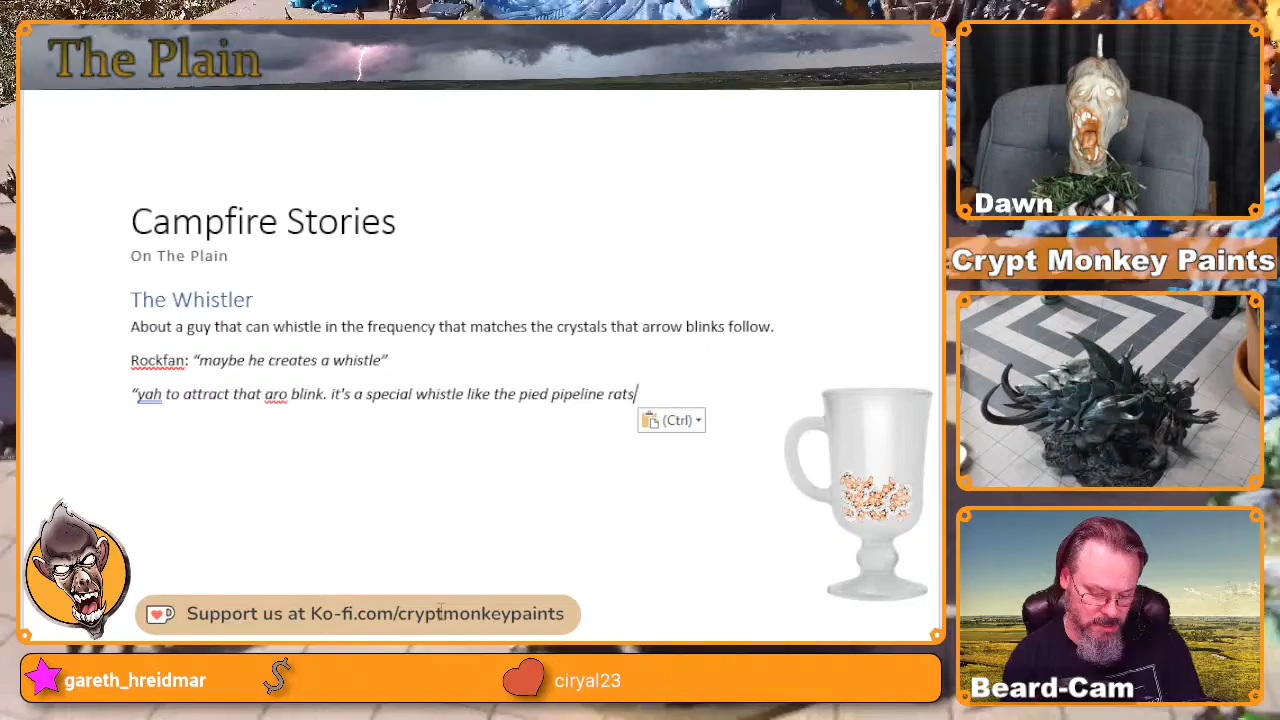 The Plain
Campfire Stories
On The Plain
The Whistler
About a guy that can whistle in the frequency that matches the crystals that arrow blinks follow.
Rockfan: “maybe he creates a whistle”
“yah to attract that aro blink. it's a special whistle like the pied pipeline rats
(Ctrl)
Support us at Ko-fi.com/cryptmonkeypaints
gareth_hreidmar
$
ciryal23
Dawn
Crypt Monkey Paints
Beard-Cam